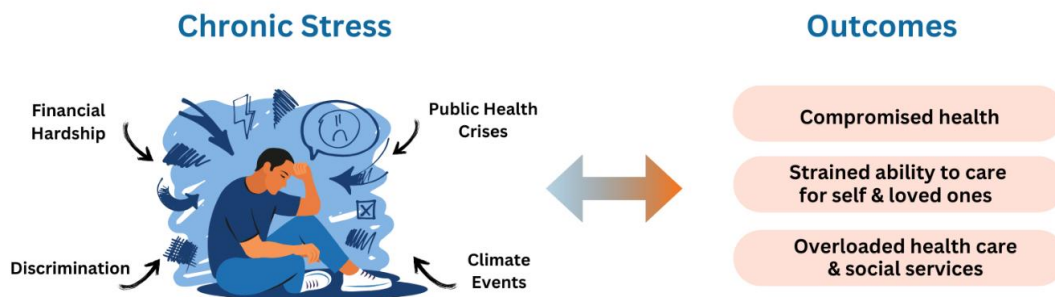 Chronic Stress
Outcomes
Financial
Hardship
Public Health
Crises
Discrimination
Climate
Events
Compromised health
Strained ability to care
for self & loved ones
Overloaded health care
& social services